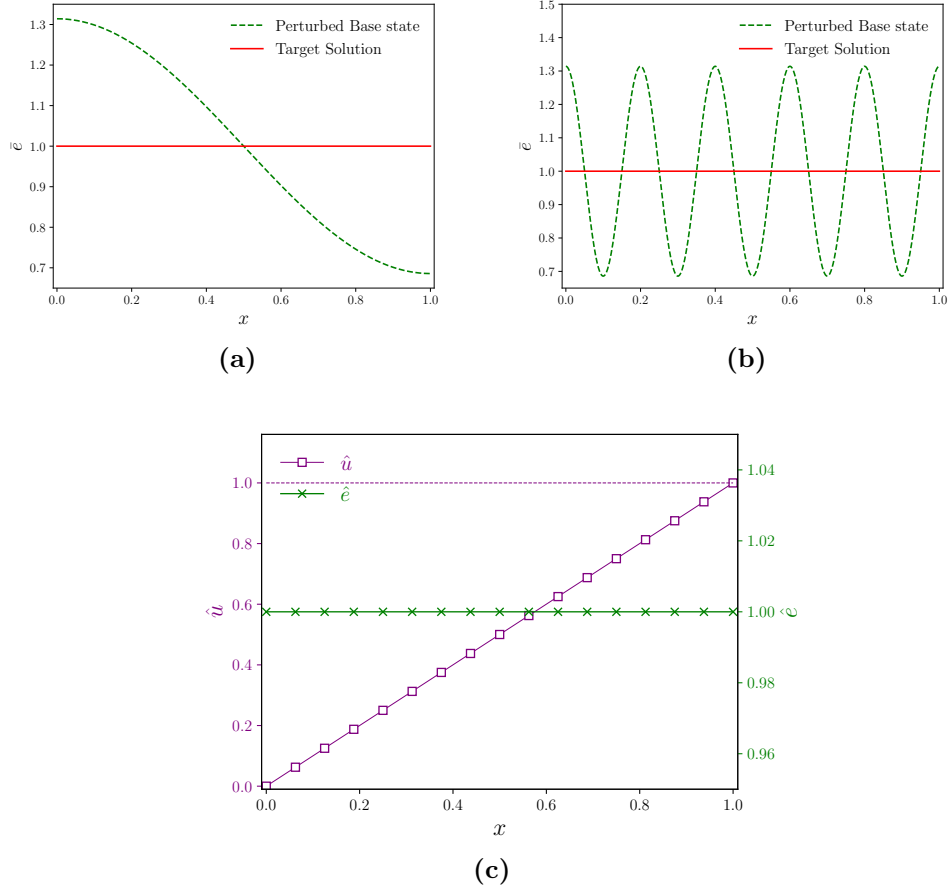 1.3
1.2
1.1
1.0
0.9
0.8
0.7
ē
Perturbed Base state
Target Solution
0.0 0.2 0.4 0.6 0.8 1.0
x
(a)
1.5
1.4
1.3
1.2
1.1
1.0
0.9
0.8
0.7
ē
Perturbed Base state
Target Solution
0.0 0.2 0.4 0.6 0.8 1.0
x
(b)
1.0
0.8
0.6
0.4
0.2
0.0
û
û
ê
1.04
1.02
1.00
0.98
0.96
ê
0.0 0.2 0.4 0.6 0.8 1.0
x
(c)